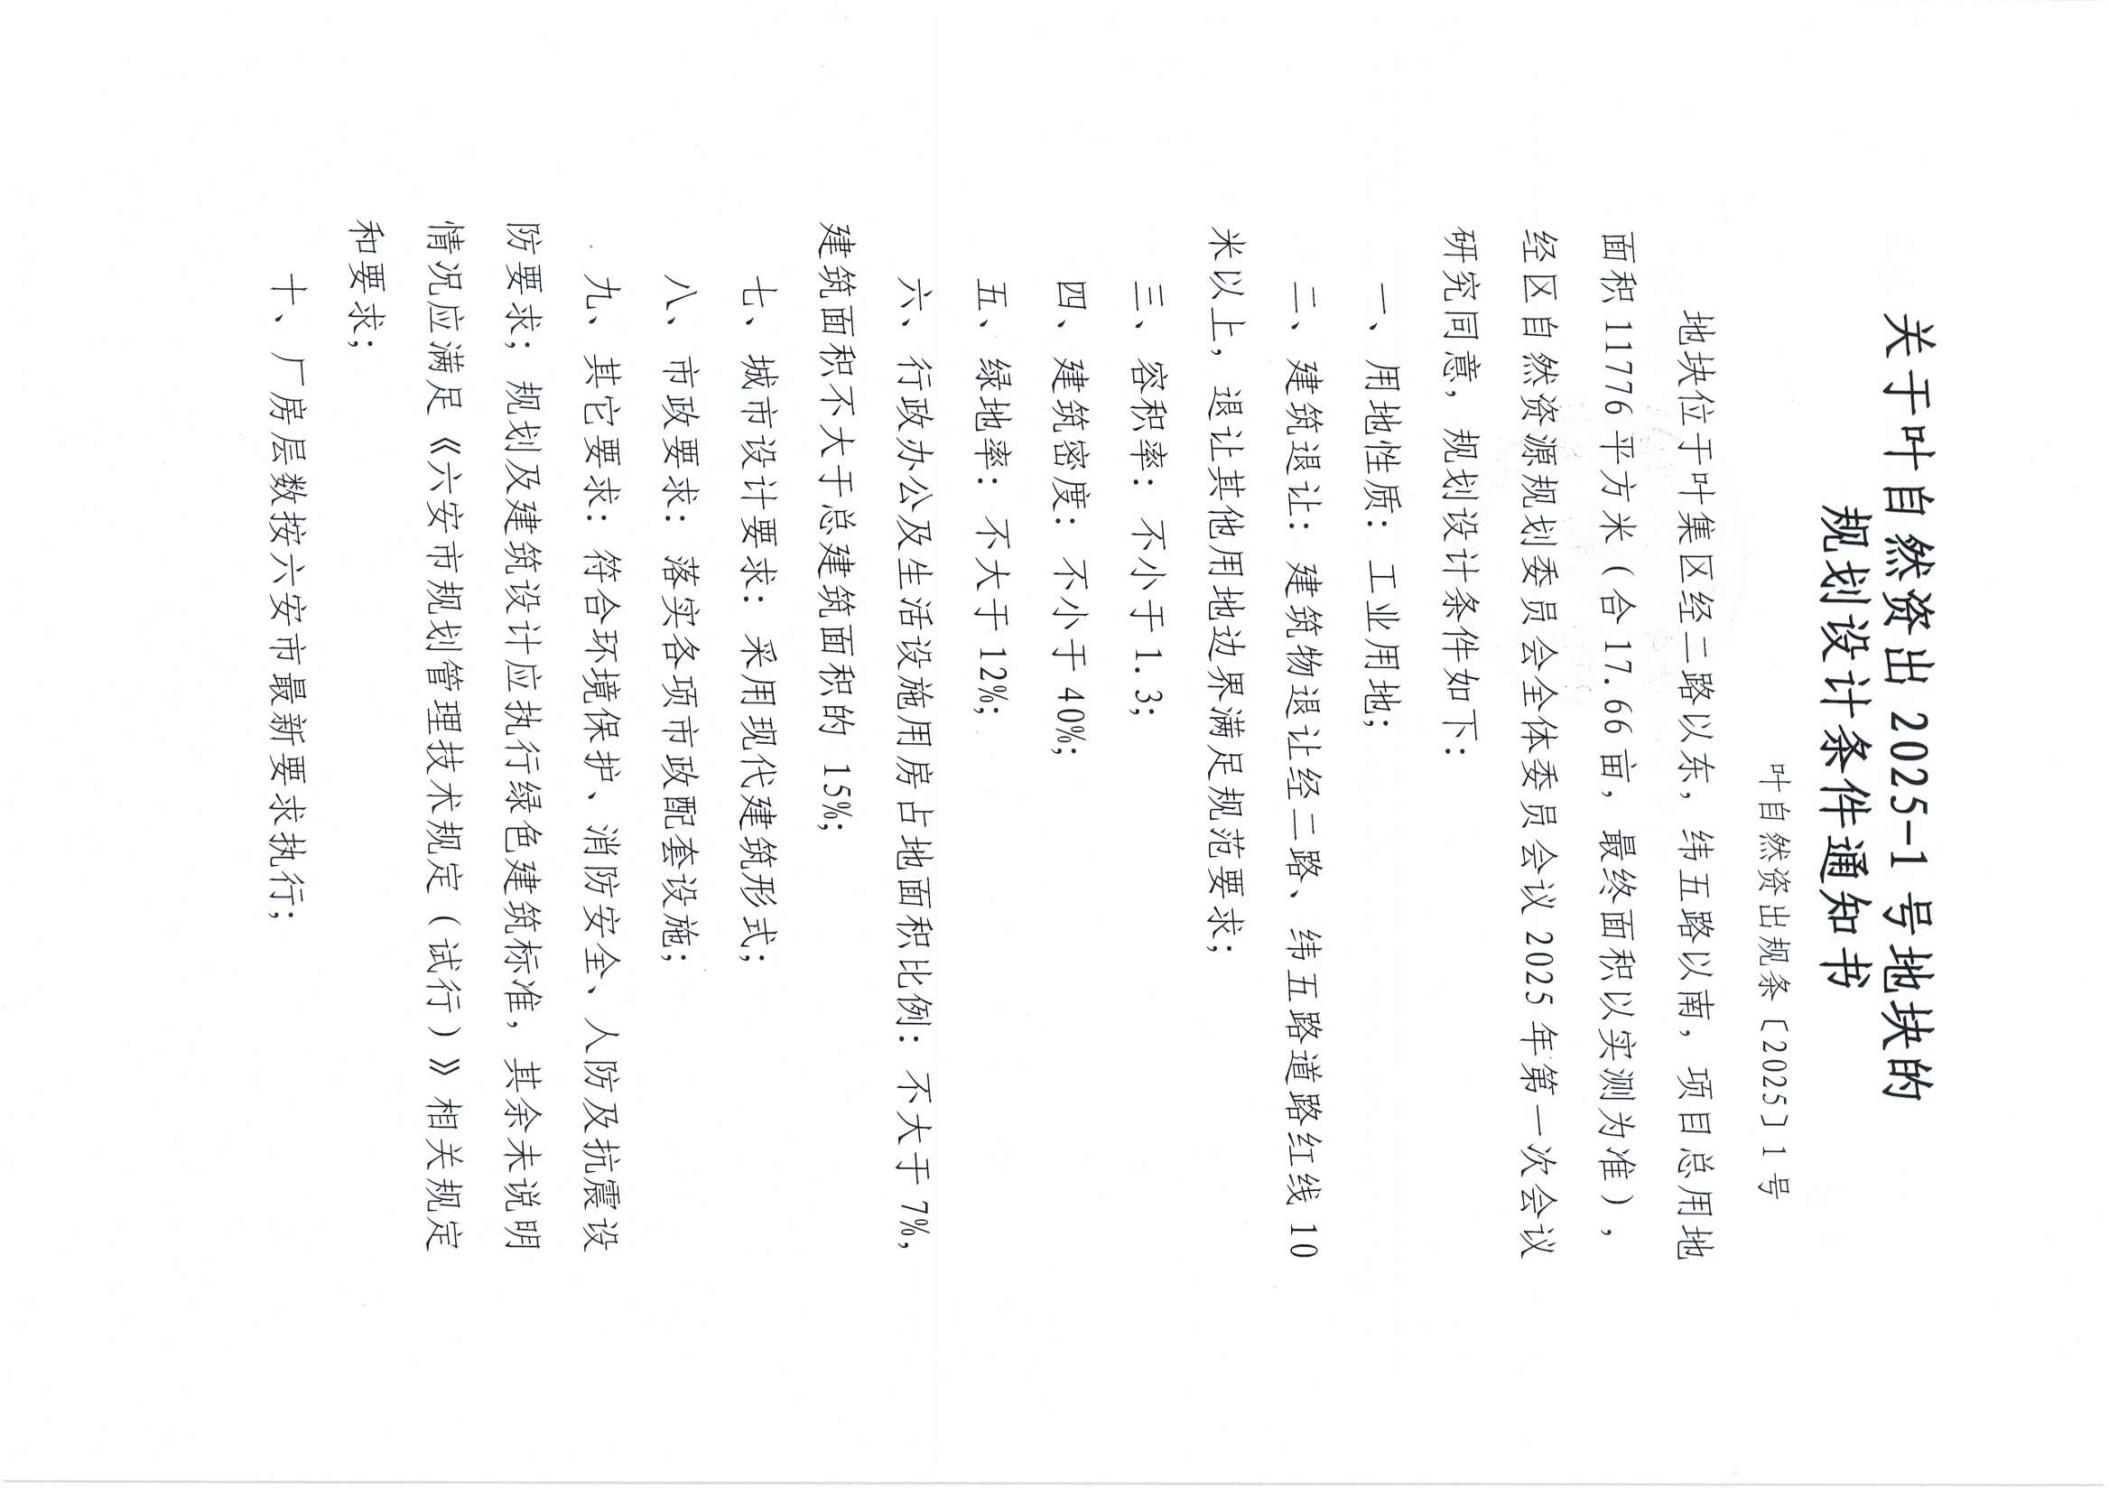 关于叶自然资出 2025-1 号地块的
规划设计条件通知书
叶自然资出规条〔2025〕1 号
地块位于叶集区经二路以东，纬五路以南，项目总用地
面积 11776 平方米（合 17.66 亩，最终面积以实测为准），
经区自然资源规划委员会全体委员会议 2025 年第一次会议
研究同意，规划设计条件如下：
一、用地性质：工业用地；
二、建筑退让：建筑物退让经二路、纬五路道路红线 10
米以上，退让其他用地边界满足规范要求；
三、容积率：不小于 1.3；
四、建筑密度：不小于 40%；
五、绿地率：不大于 12%；
六、行政办公及生活设施用房占地面积比例：不大于 7%，
建筑面积不大于总建筑面积的 15%；
七、城市设计要求：采用现代建筑形式；
八、市政要求：落实各项市政配套设施；
九、其它要求：符合环境保护、消防安全、人防及抗震设
防要求；规划及建筑设计应执行绿色建筑标准，其余未说明
情况应满足《六安市规划管理技术规定（试行）》相关规定
和要求；
十、厂房层数按六安市最新要求执行；